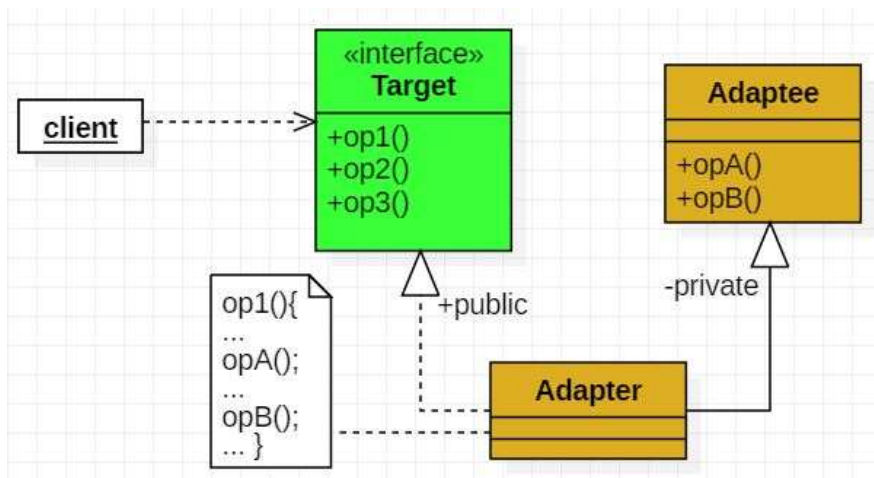 «interface»
Target
+op1()
+op2()
+op3()
client
Adaptee
+opA()
+opB()
+public
-private
op1(){
...
opA();
...
opB();
... }
Adapter